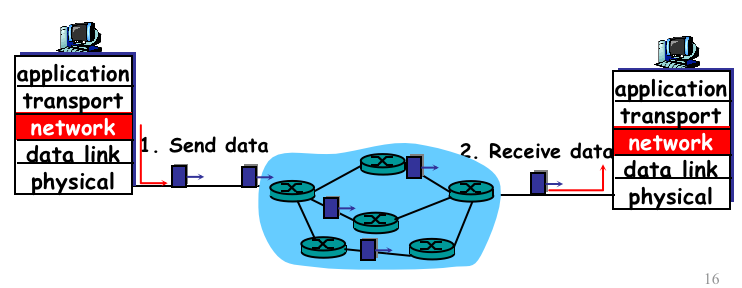 application
transport
network
data link
physical
1. Send data
2. Receive data
application
transport
network
data link
physical
16